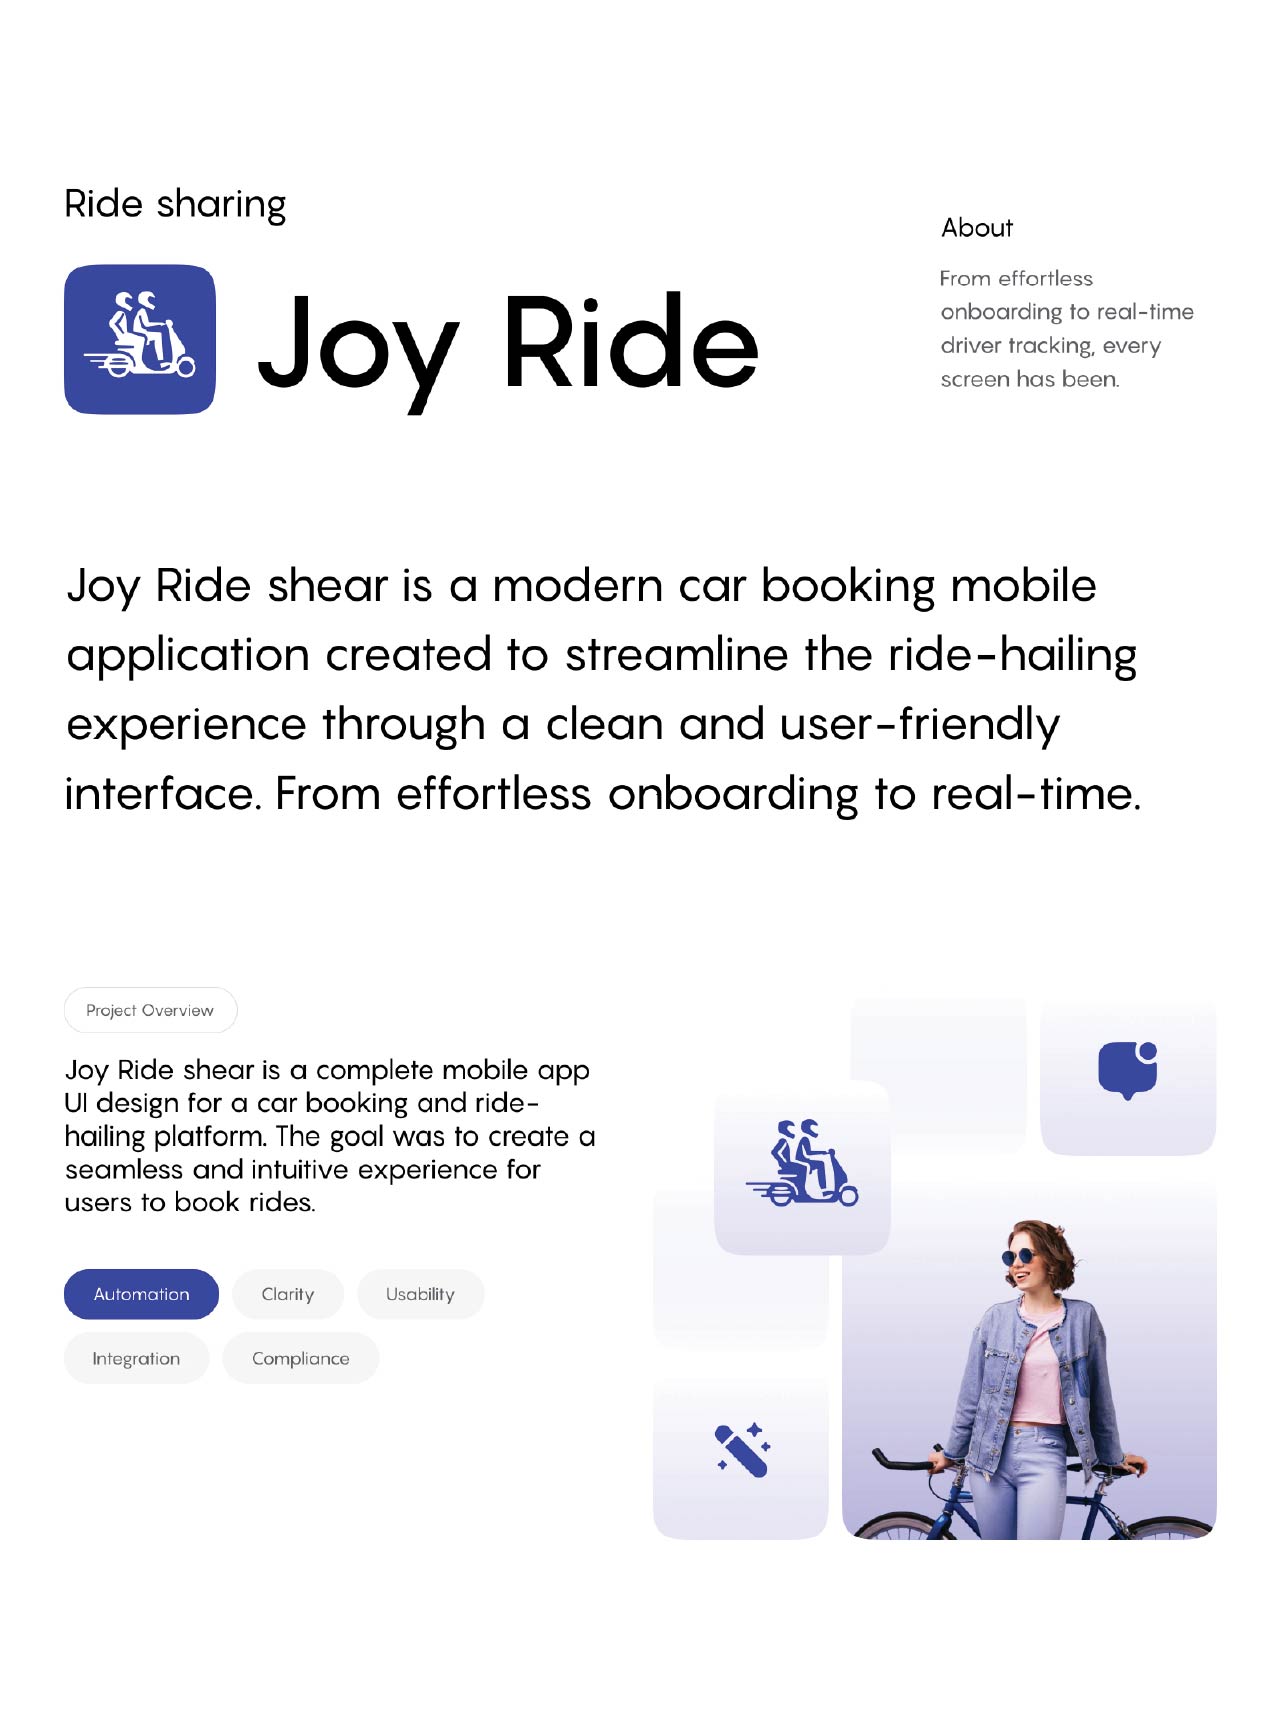 Ride sharing
Joy Ride
About
From effortless
onboarding to real-time
driver tracking, every
screen has been.
Joy Ride shear is a modern car booking mobile
application created to streamline the ride-hailing
experience through a clean and user-friendly
interface. From effortless onboarding to real-time.
Project Overview
Joy Ride shear is a complete mobile app
UI design for a car booking and ride-
hailing platform. The goal was to create a
seamless and intuitive experience for
users to book rides.
Automation
Clarity
Usability
Integration
Compliance